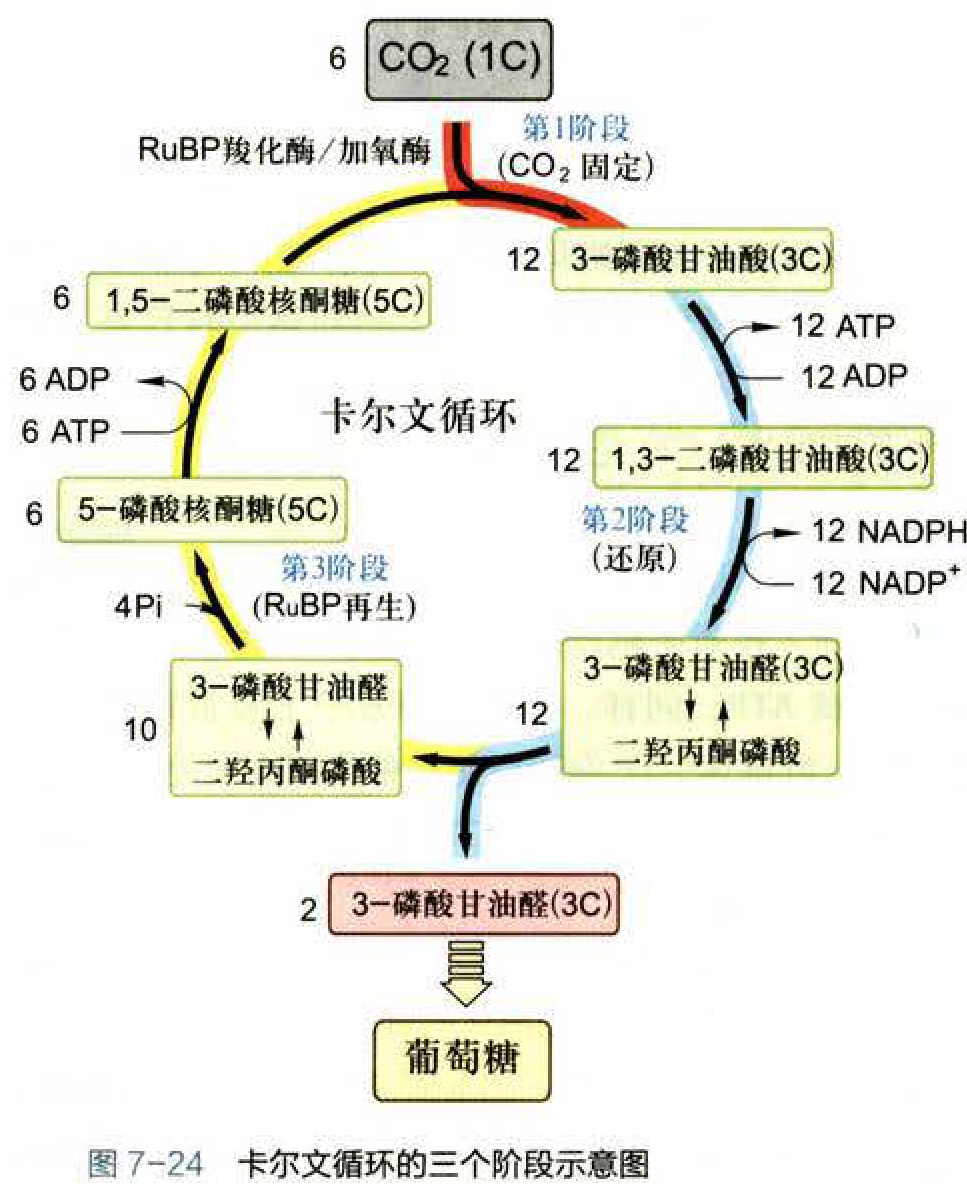 6 CO₂ (1C)
RuBP羧化酶/加氧酶
第1阶段
(CO₂ 固定)
12 3-磷酸甘油酸(3C)
12 ATP
12 ADP
12 1,3-二磷酸甘油酸(3C)
第2阶段
(还原)
12 NADPH
12 NADP⁺
3-磷酸甘油醛(3C)
二羟丙酮磷酸
12
6 1,5-二磷酸核酮糖(5C)
6 ADP
6 ATP
卡尔文循环
6 5-磷酸核酮糖(5C)
第3阶段
(RuBP再生)
4Pi
3-磷酸甘油醛
10
二羟丙酮磷酸
2 3-磷酸甘油醛(3C)
葡萄糖
图 7-24 卡尔文循环的三个阶段示意图